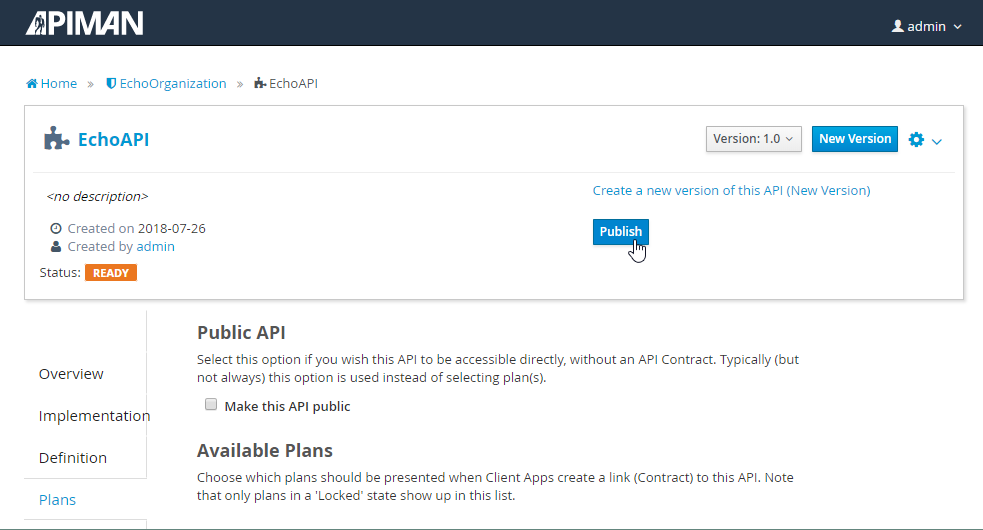 APIMAN
admin
Home » EchoOrganization » EchoAPI
EchoAPI
Version: 1.0
New Version
<no description>
Create a new version of this API (New Version)
Created on 2018-07-26
Publish
Created by admin
Status: READY
Public API
Select this option if you wish this API to be accessible directly, without an API Contract. Typically (but
not always) this option is used instead of selecting plan(s).
Make this API public
Available Plans
Choose which plans should be presented when Client Apps create a link (Contract) to this API. Note
that only plans in a 'Locked' state show up in this list.
Overview
Implementation
Definition
Plans